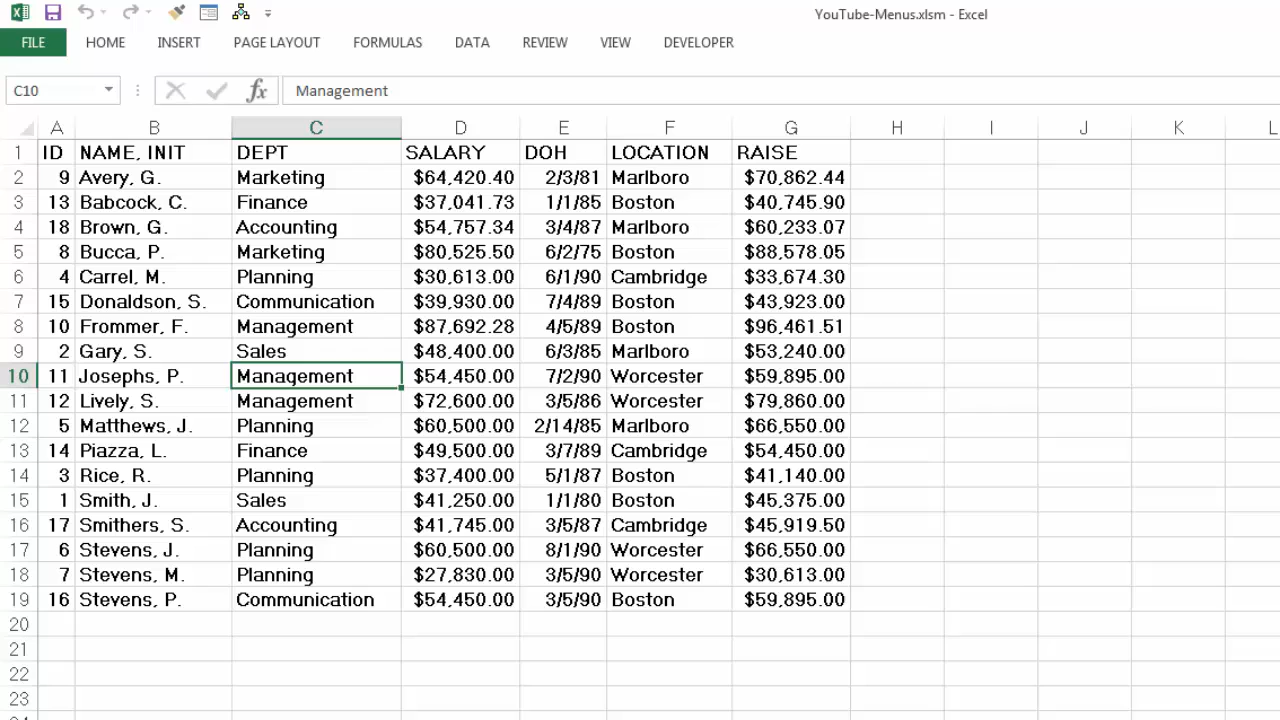 YouTube-Menus.xlsm - Excel
FILE HOME INSERT PAGE LAYOUT FORMULAS DATA REVIEW VIEW DEVELOPER
C10 fx Management
A B C D E F G H I J K L
1 ID NAME, INIT DEPT SALARY DOH LOCATION RAISE
2 9 Avery, G. Marketing $64,420.40 2/3/81 Marlboro $70,862.44
3 13 Babcock, C. Finance $37,041.73 1/1/85 Boston $40,745.90
4 18 Brown, G. Accounting $54,757.34 3/4/87 Marlboro $60,233.07
5 8 Bucca, P. Marketing $80,525.50 6/2/75 Boston $88,578.05
6 4 Carrel, M. Planning $30,613.00 6/1/90 Cambridge $33,674.30
7 15 Donaldson, S. Communication $39,930.00 7/4/89 Boston $43,923.00
8 10 Frommer, F. Management $87,692.28 4/5/89 Boston $96,461.51
9 2 Gary, S. Sales $48,400.00 6/3/85 Marlboro $53,240.00
10 11 Josephs, P. Management $54,450.00 7/2/90 Worcester $59,895.00
11 12 Lively, S. Management $72,600.00 3/5/86 Worcester $79,860.00
12 5 Matthews, J. Planning $60,500.00 2/14/85 Marlboro $66,550.00
13 14 Piazza, L. Finance $49,500.00 3/7/89 Cambridge $54,450.00
14 3 Rice, R. Planning $37,400.00 5/1/87 Boston $41,140.00
15 1 Smith, J. Sales $41,250.00 1/1/80 Boston $45,375.00
16 17 Smithers, S. Accounting $41,745.00 3/5/87 Cambridge $45,919.50
17 6 Stevens, J. Planning $60,500.00 8/1/90 Worcester $66,550.00
18 7 Stevens, M. Planning $27,830.00 3/5/90 Worcester $30,613.00
19 16 Stevens, P. Communication $54,450.00 3/5/90 Boston $59,895.00
20
21
22
23